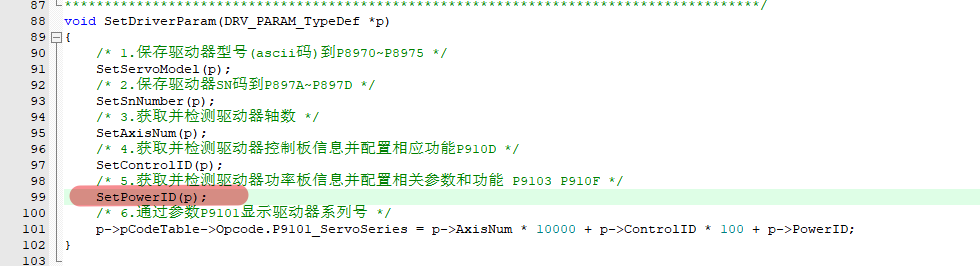 87 ******************************************************************************************/
88 void SetDriverParam(DRV_PARAM_TypeDef *p)
89 {
90 /* 1.保存驱动器型号(ascii码)到P8970~P8975 */
91 SetServoModel(p);
92 /* 2.保存驱动器SN码到P897A~P897D */
93 SetSnNumber(p);
94 /* 3.获取并检测驱动器轴数 */
95 SetAxisNum(p);
96 /* 4.获取并检测驱动器控制板信息并配置相应功能P910D */
97 SetControlID(p);
98 /* 5.获取并检测驱动器功率板信息并配置相关参数和功能 P9103 P910F */
99 SetPowerID(p);
100 /* 6.通过参数P9101显示驱动器系列号 */
101 p->pCodeTable->Opcode.P9101_ServoSeries = p->AxisNum * 10000 + p->ControlID * 100 + p->PowerID;
102 }
103